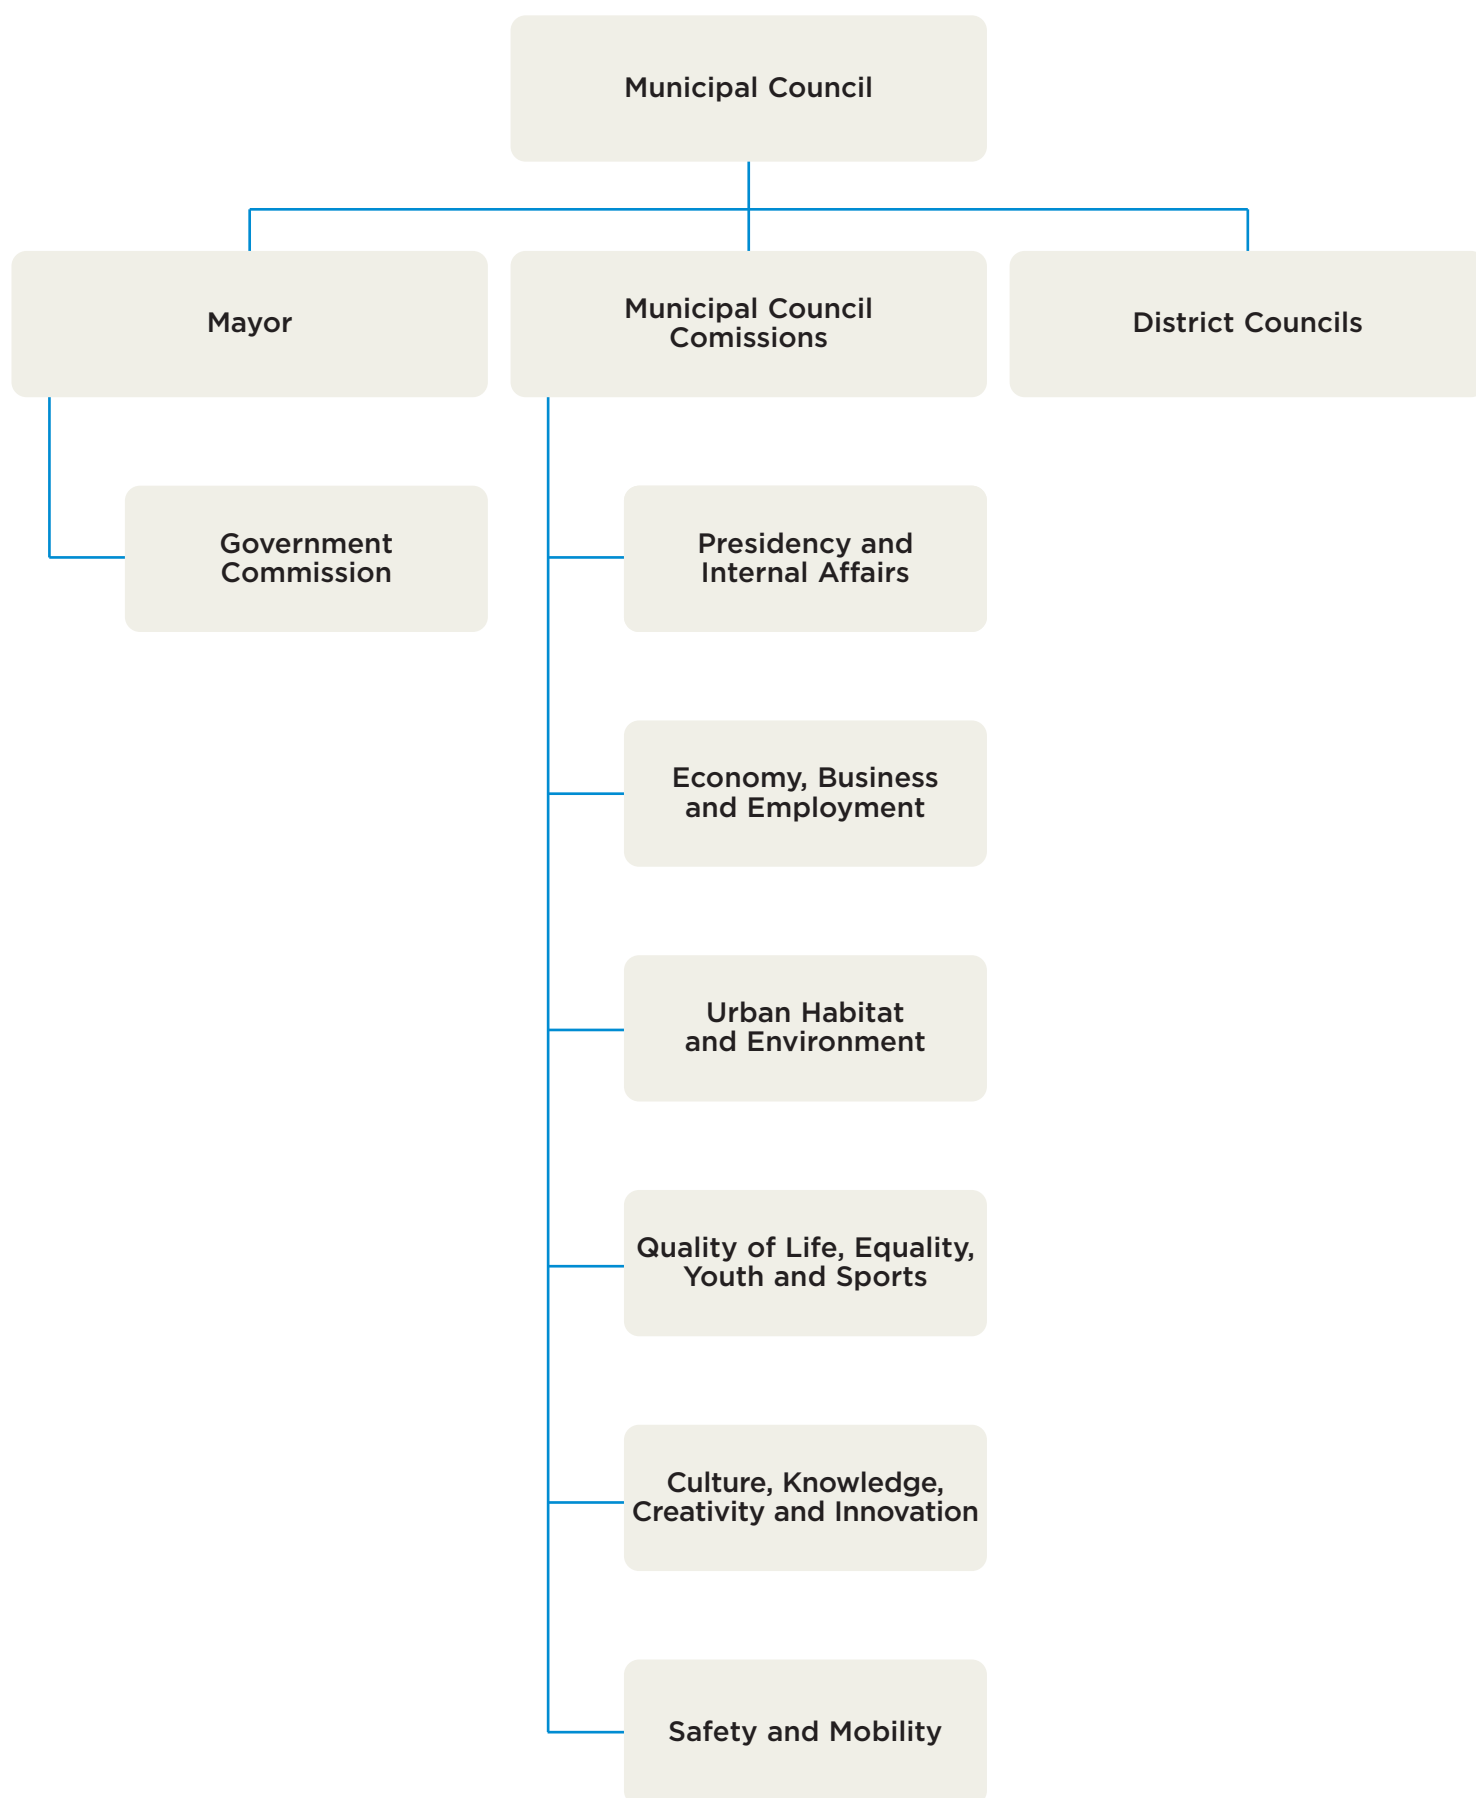 Municipal Council
Mayor
Municipal Council
Comissions
District Councils
Government
Commission
Presidency and
Internal Affairs
Economy, Business
and Employment
Urban Habitat
and Environment
Quality of Life, Equality,
Youth and Sports
Culture, Knowledge,
Creativity and Innovation
Safety and Mobility